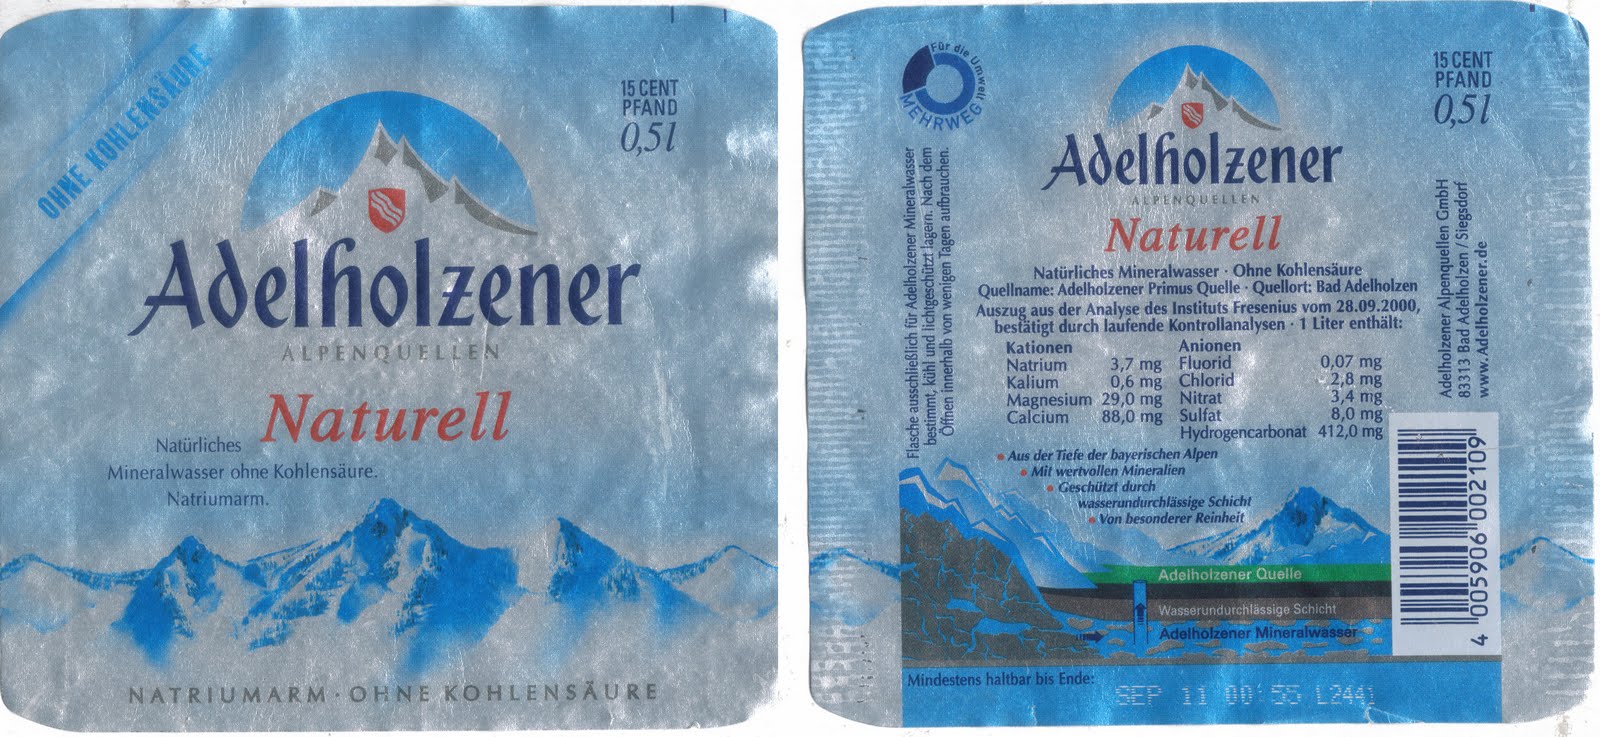 OHNE KOHLENSÄURE
15 CENT
PFAND
0,5l
Adelholzener
ALPENQUELLEN
Naturell
Natürliches
Mineralwasser ohne Kohlensäure.
Natriumarm.
NATRIUMARM · OHNE KOHLENSÄURE
Für die Umwelt
MEHRWEG
Flasche ausschließlich für Adelholzener Mineralwasser
bestimmt, kühl und lichtgeschützt lagern. Nach dem
Öffnen innerhalb von wenigen Tagen aufbrauchen.
Adelholzener
ALPENQUELLEN
Naturell
15 CENT
PFAND
0,5l
Natürliches Mineralwasser · Ohne Kohlensäure
Quellname: Adelholzener Primus Quelle · Quellort: Bad Adelholzen
Auszug aus der Analyse des Instituts Fresenius vom 28.09.2000,
bestätigt durch laufende Kontrollanalysen · 1 Liter enthält:
Kationen Anionen
Natrium 3,7 mg Fluorid 0,07 mg
Kalium 0,6 mg Chlorid 2,8 mg
Magnesium 29,0 mg Nitrat 3,4 mg
Calcium 88,0 mg Sulfat 8,0 mg
Hydrogencarbonat 412,0 mg
• Aus der Tiefe der bayerischen Alpen
• Mit wertvollen Mineralien
• Geschützt durch
wasserundurchlässige Schicht
• Von besonderer Reinheit
Adelholzener Quelle
Wasserundurchlässige Schicht
Adelholzener Mineralwasser
Adelholzener Alpenquellen GmbH
83313 Bad Adelholzen / Siegsdorf
www.Adelholzener.de
4 005906 002109
Mindestens haltbar bis Ende:
SEP 11 00:55 L2441